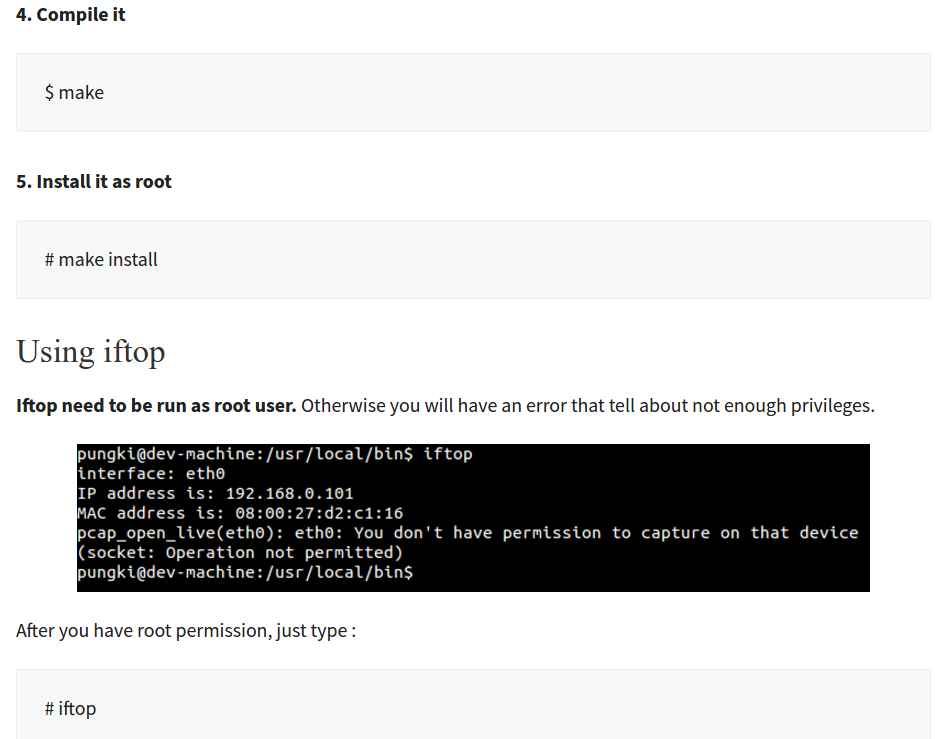 4. Compile it
$ make
5. Install it as root
# make install
Using iftop
Iftop need to be run as root user. Otherwise you will have an error that tell about not enough privileges.
pungki@dev-machine:/usr/local/bin$ iftop
interface: eth0
IP address is: 192.168.0.101
MAC address is: 08:00:27:d2:c1:16
pcap_open_live(eth0): eth0: You don't have permission to capture on that device
(socket: Operation not permitted)
pungki@dev-machine:/usr/local/bin$
After you have root permission, just type :
# iftop